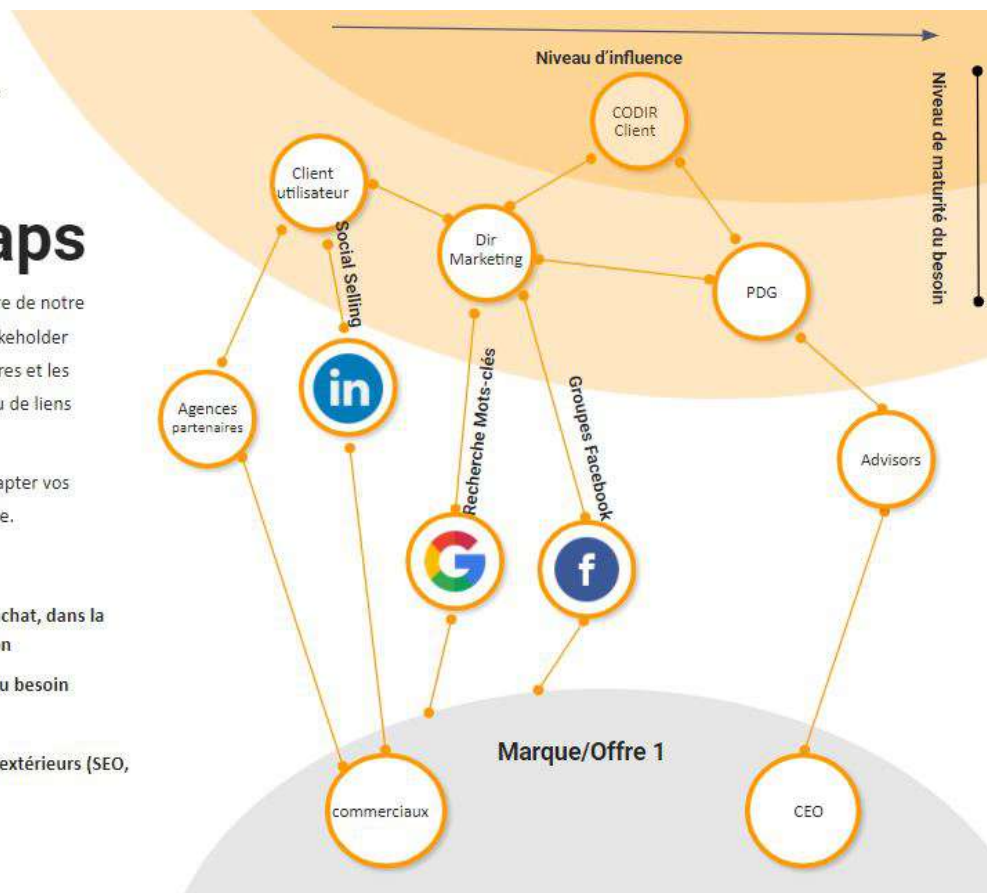 aps
e de notre
keholder
res et les
u de liens
apter vos
e.
chat, dans la
n
u besoin
extérieurs (SEO,
Niveau d'influence
Niveau de maturité du besoin
CODIR
Client
Client
utilisateur
Social Selling
Dir
Marketing
PDG
in
Agences
partenaires
Recherche Mots-clés
Groupes Facebook
Advisors
G
f
Marque/Offre 1
commerciaux
CEO